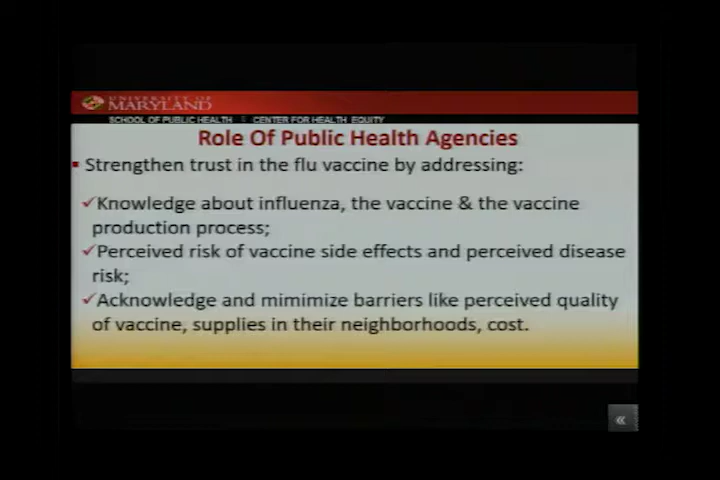 UNIVERSITY OF
MARYLAND
SCHOOL OF PUBLIC HEALTH CENTER FOR HEALTH EQUITY
Role Of Public Health Agencies
▪ Strengthen trust in the flu vaccine by addressing:
✓Knowledge about influenza, the vaccine & the vaccine
production process;
✓Perceived risk of vaccine side effects and perceived disease
risk;
✓Acknowledge and mimimize barriers like perceived quality
of vaccine, supplies in their neighborhoods, cost.
«